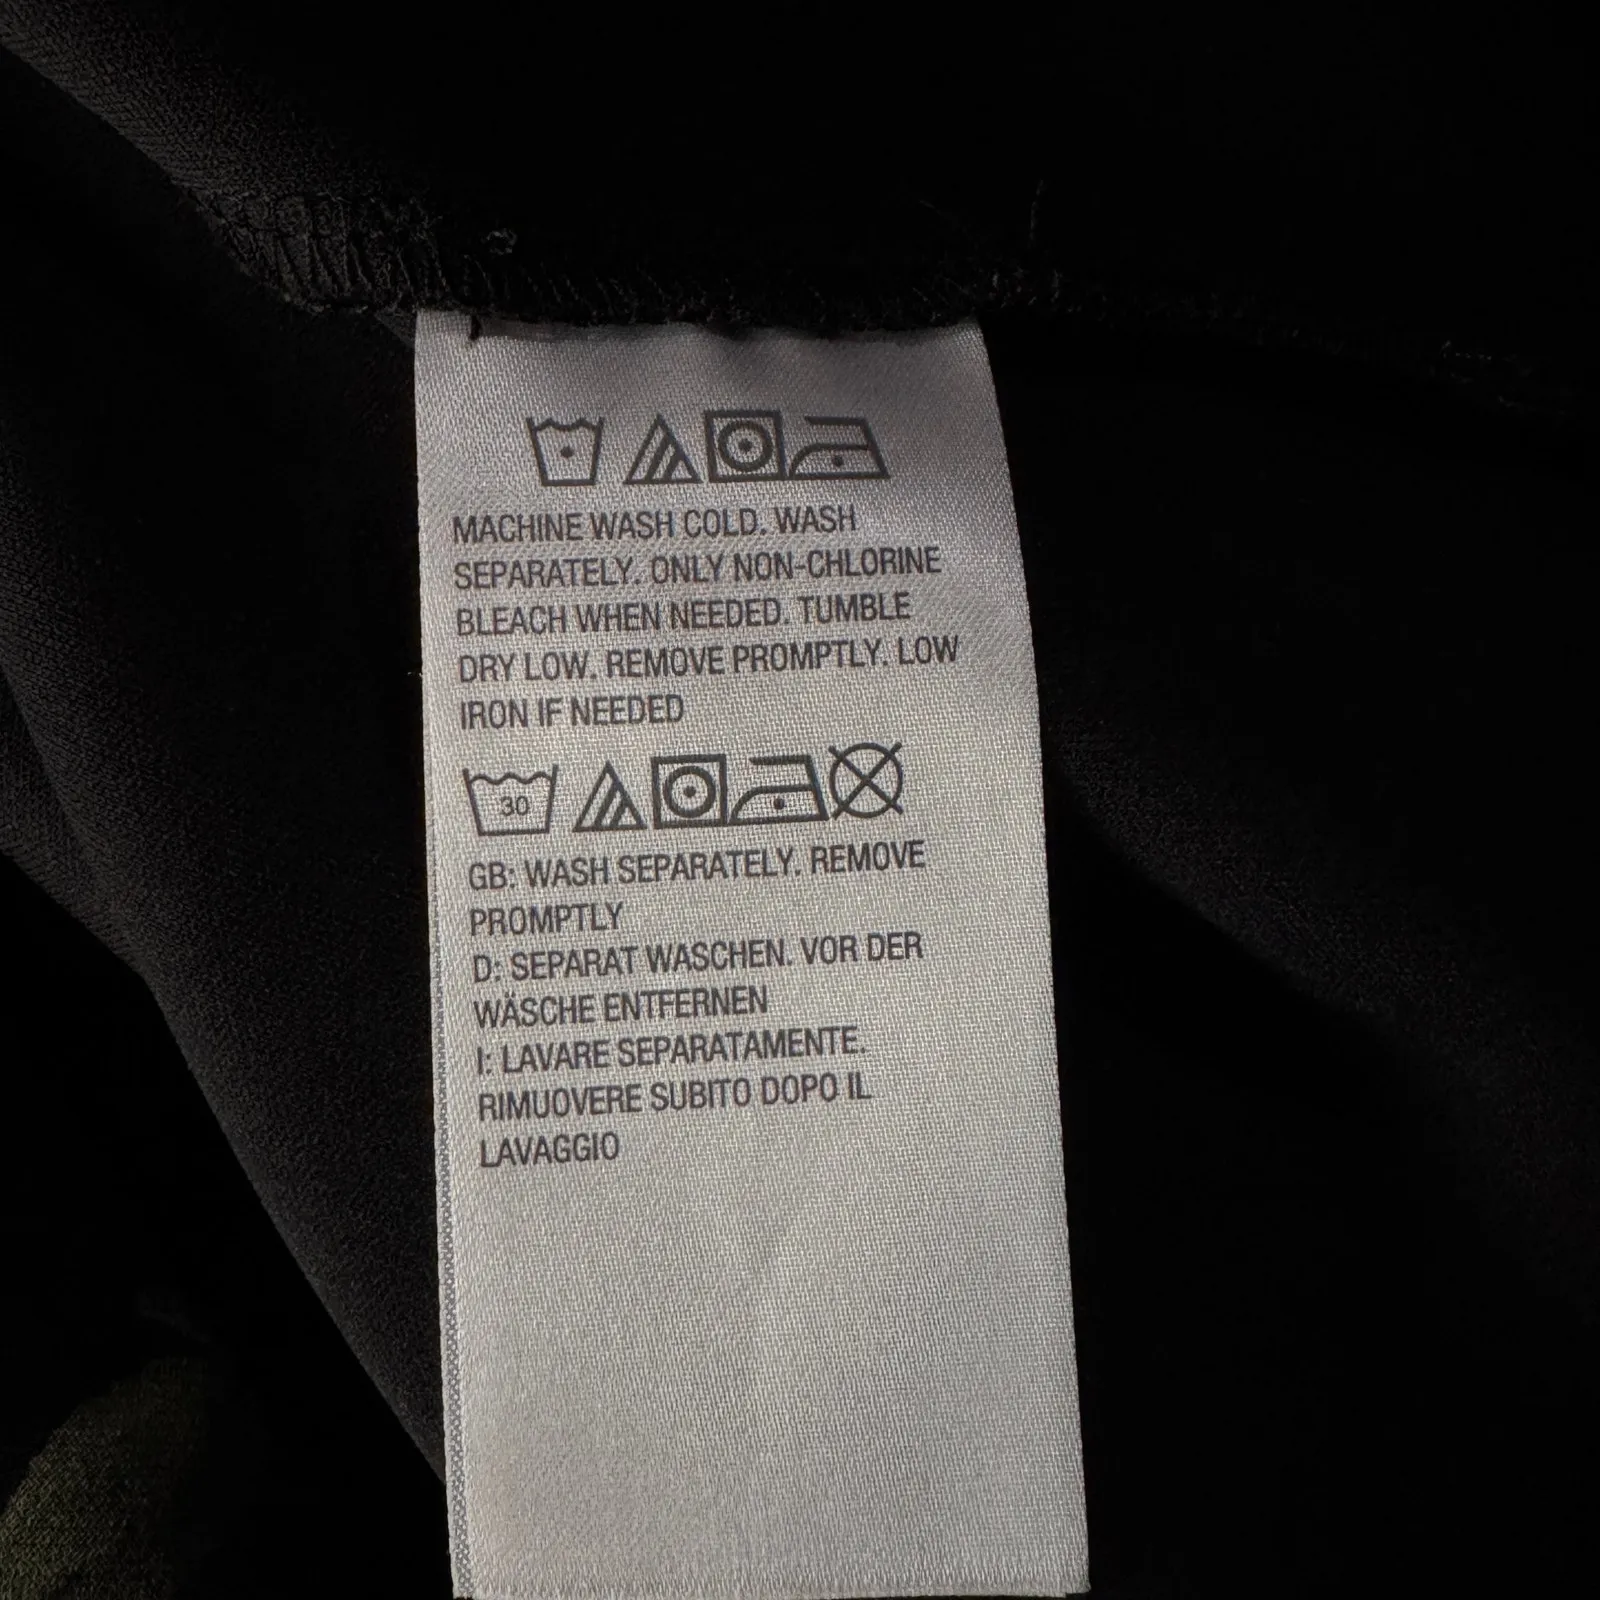 MACHINE WASH COLD. WASH
SEPARATELY. ONLY NON-CHLORINE
BLEACH WHEN NEEDED. TUMBLE
DRY LOW. REMOVE PROMPTLY. LOW
IRON IF NEEDED
30
GB: WASH SEPARATELY. REMOVE
PROMPTLY
D: SEPARAT WASCHEN. VOR DER
WÄSCHE ENTFERNEN
I: LAVARE SEPARATAMENTE.
RIMUOVERE SUBITO DOPO IL
LAVAGGIO